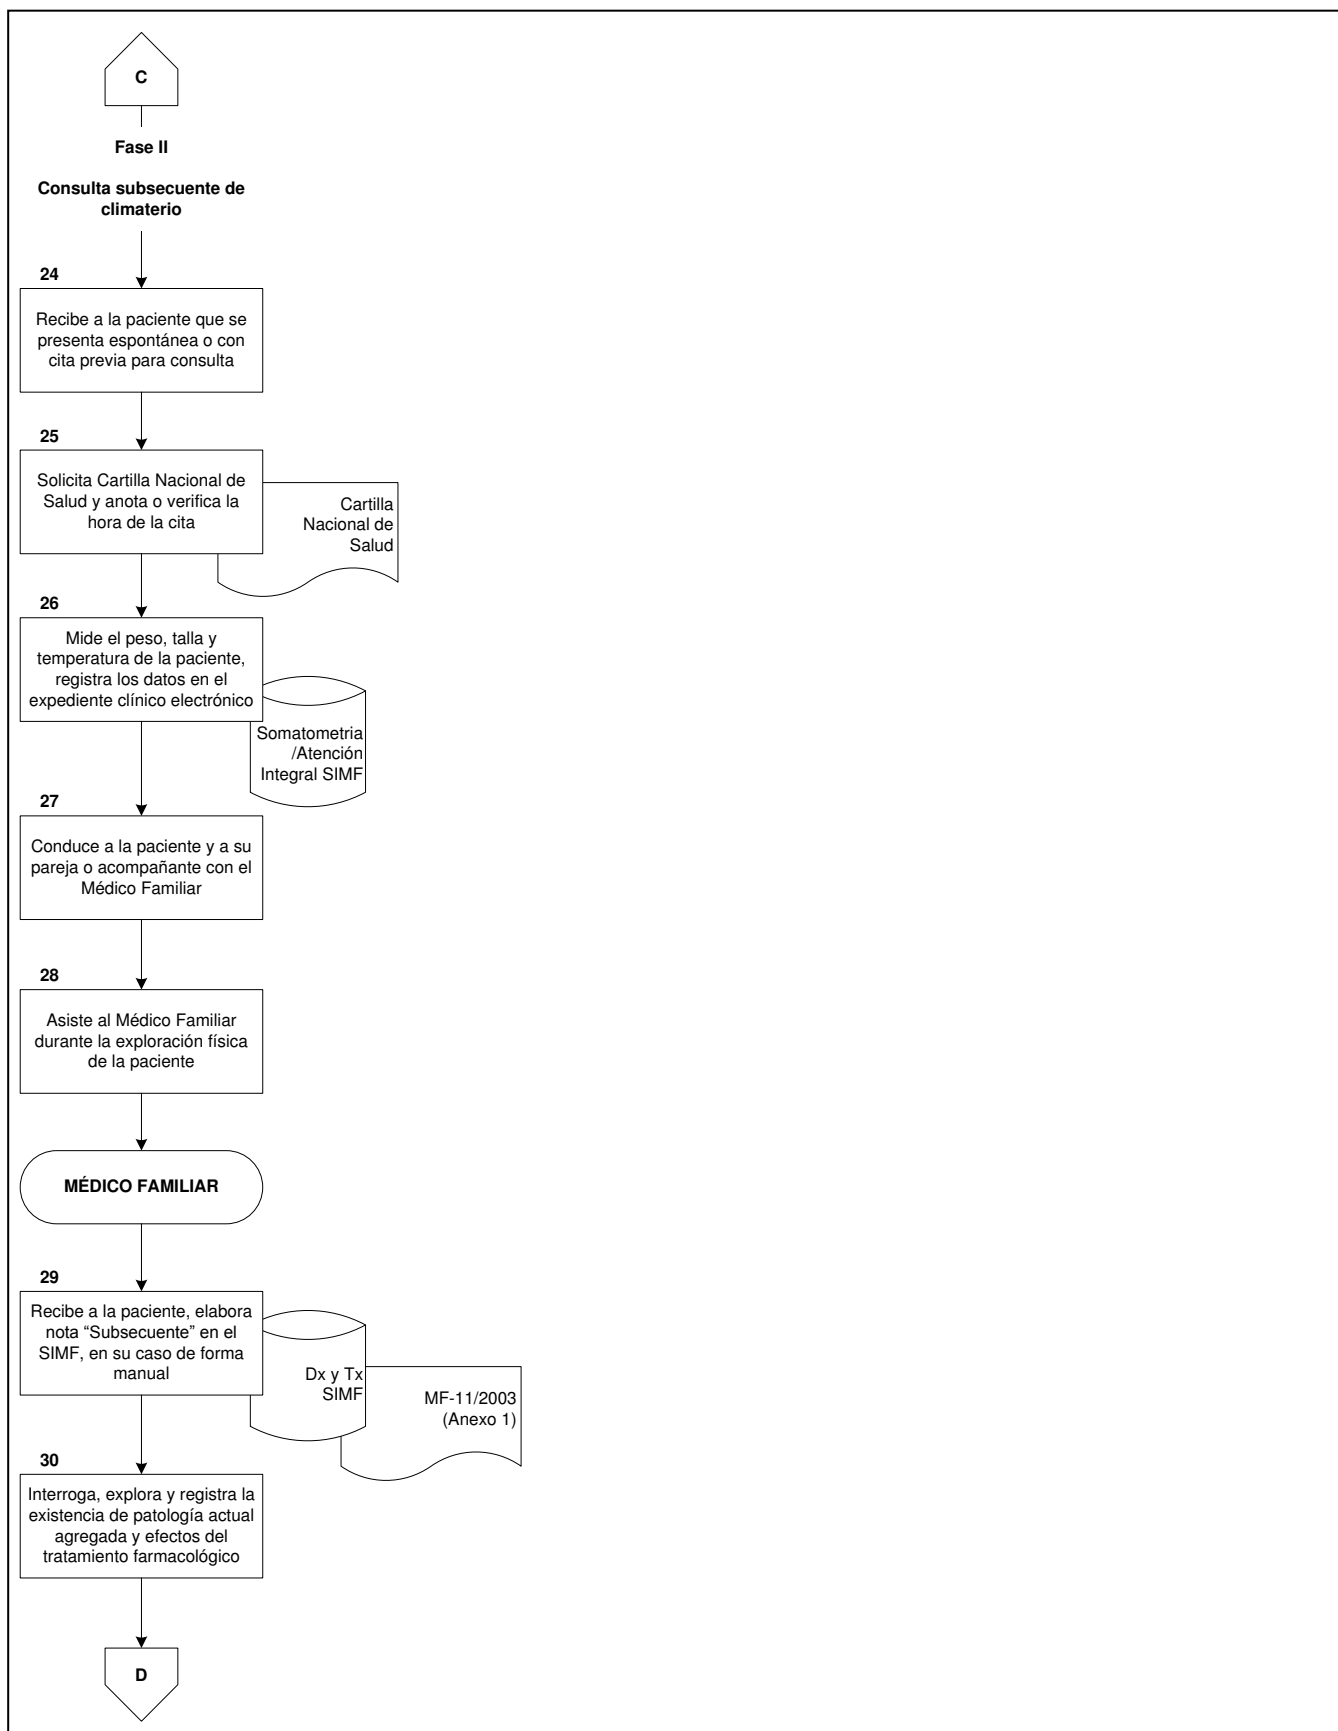 C
Fase II
Consulta subsecuente de
climaterio
24
Recibe a la paciente que se
presenta espontánea o con
cita previa para consulta
25
Solicita Cartilla Nacional de
Salud y anota o verifica la
hora de la cita
Cartilla
Nacional de
Salud
26
Mide el peso, talla y
temperatura de la paciente,
registra los datos en el
expediente clínico electrónico
Somatometria
/Atención
Integral SIMF
27
Conduce a la paciente y a su
pareja o acompañante con el
Médico Familiar
28
Asiste al Médico Familiar
durante la exploración física
de la paciente
MÉDICO FAMILIAR
29
Recibe a la paciente, elabora
nota “Subsecuente” en el
SIMF, en su caso de forma
manual
Dx y Tx
SIMF
MF-11/2003
(Anexo 1)
30
Interroga, explora y registra la
existencia de patología actual
agregada y efectos del
tratamiento farmacológico
D